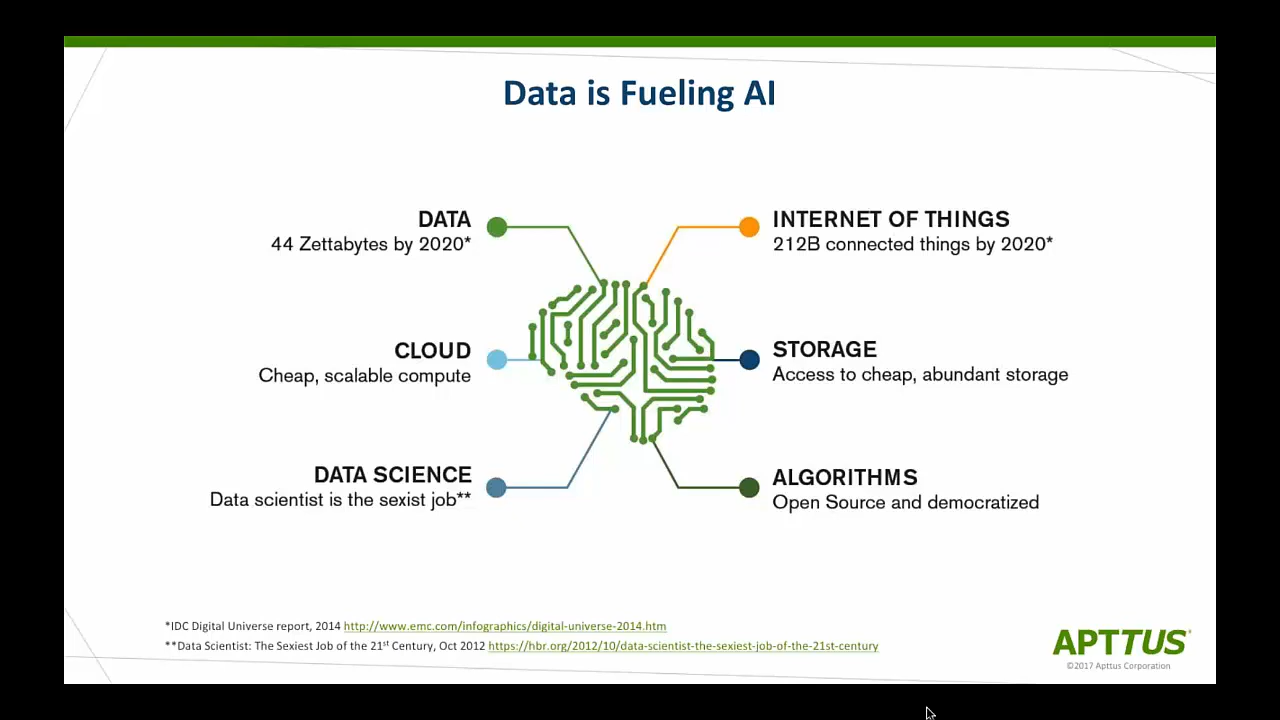 Data is Fueling AI
DATA
44 Zettabytes by 2020*
INTERNET OF THINGS
212B connected things by 2020*
CLOUD
Cheap, scalable compute
STORAGE
Access to cheap, abundant storage
DATA SCIENCE
Data scientist is the sexist job**
ALGORITHMS
Open Source and democratized
*IDC Digital Universe report, 2014 http://www.emc.com/infographics/digital-universe-2014.htm
**Data Scientist: The Sexiest Job of the 21st Century, Oct 2012 https://hbr.org/2012/10/data-scientist-the-sexiest-job-of-the-21st-century
APTTUS®
©2017 Apttus Corporation